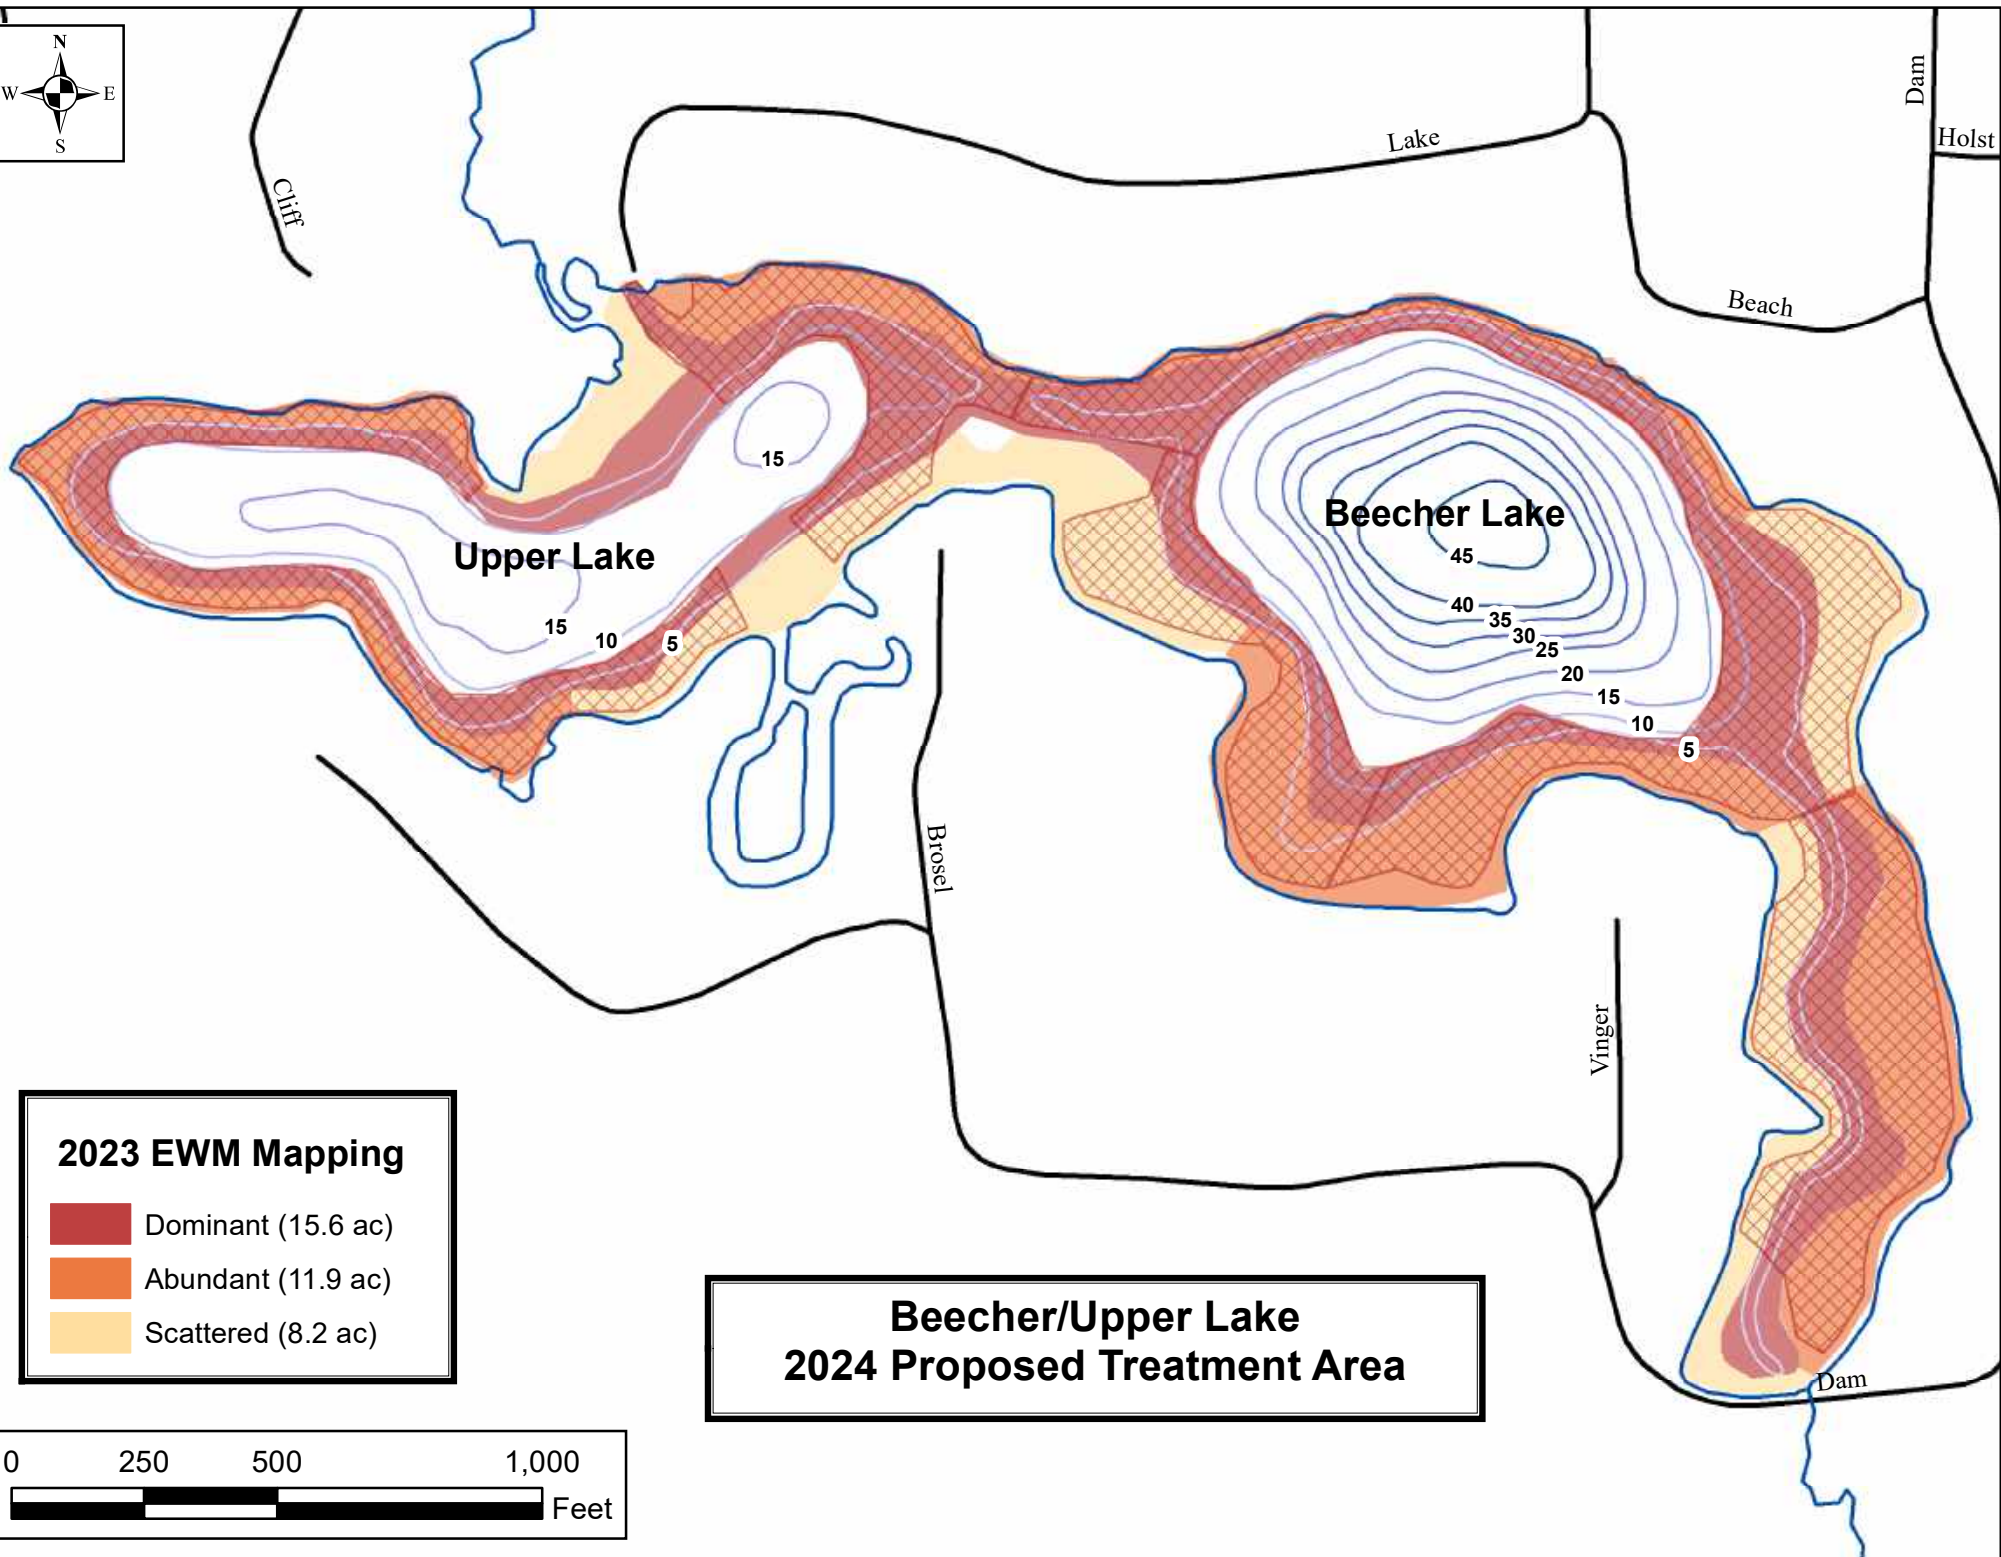 N
W E
S
Cliff
Lake
Dam
Holst
Beach
15
Beecher Lake
45
Upper Lake
40
35
30
25
20
15
10
5
15
10
5
Brosel
Vinger
2023 EWM Mapping
Dominant (15.6 ac)
Abundant (11.9 ac)
Scattered (8.2 ac)
Beecher/Upper Lake
2024 Proposed Treatment Area
Dam
0 250 500 1,000
Feet